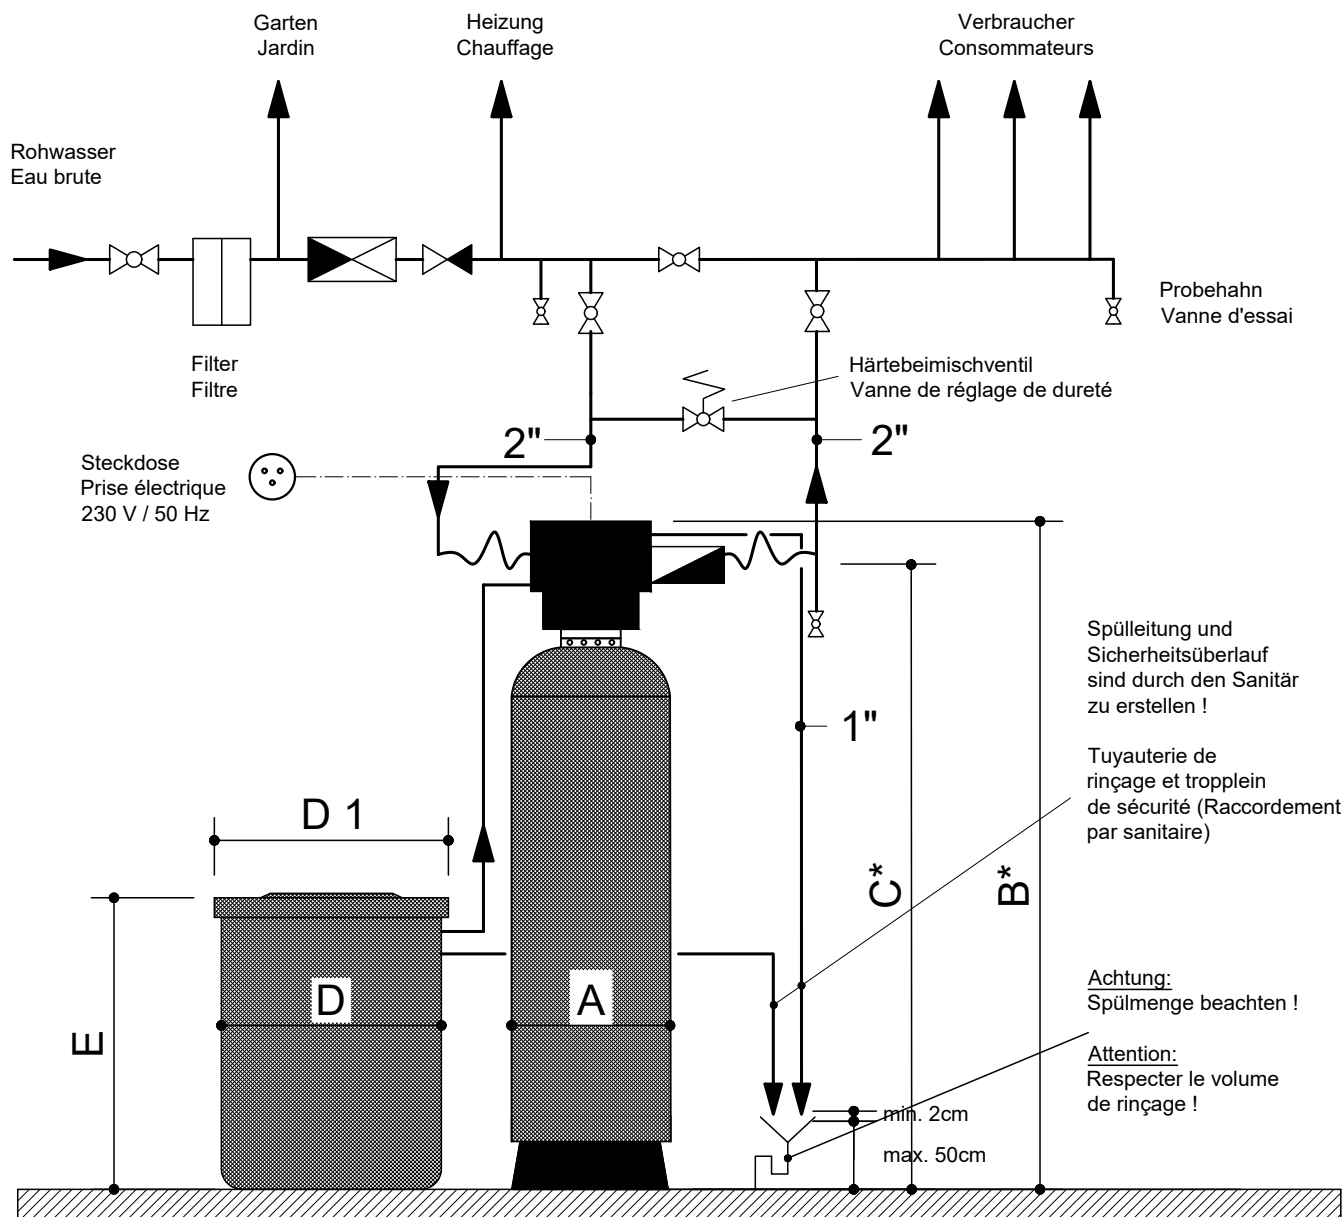 Garten
Jardin
Heizung
Chauffage
Verbraucher
Consommateurs
Rohwasser
Eau brute
Probehahn
Vanne d'essai
Filter
Filtre
Härtebeimischventil
Vanne de réglage de dureté
2"
2"
Steckdose
Prise électrique
230 V / 50 Hz
Spülleitung und
Sicherheitsüberlauf
sind durch den Sanitär
zu erstellen !
1"
Tuyauterie de
rinçage et tropplein
de sécurité (Raccordement
par sanitaire)
D 1
C*
B*
D
A
E
Achtung:
Spülmenge beachten !
Attention:
Respecter le volume
de rinçage !
min. 2cm
max. 50cm